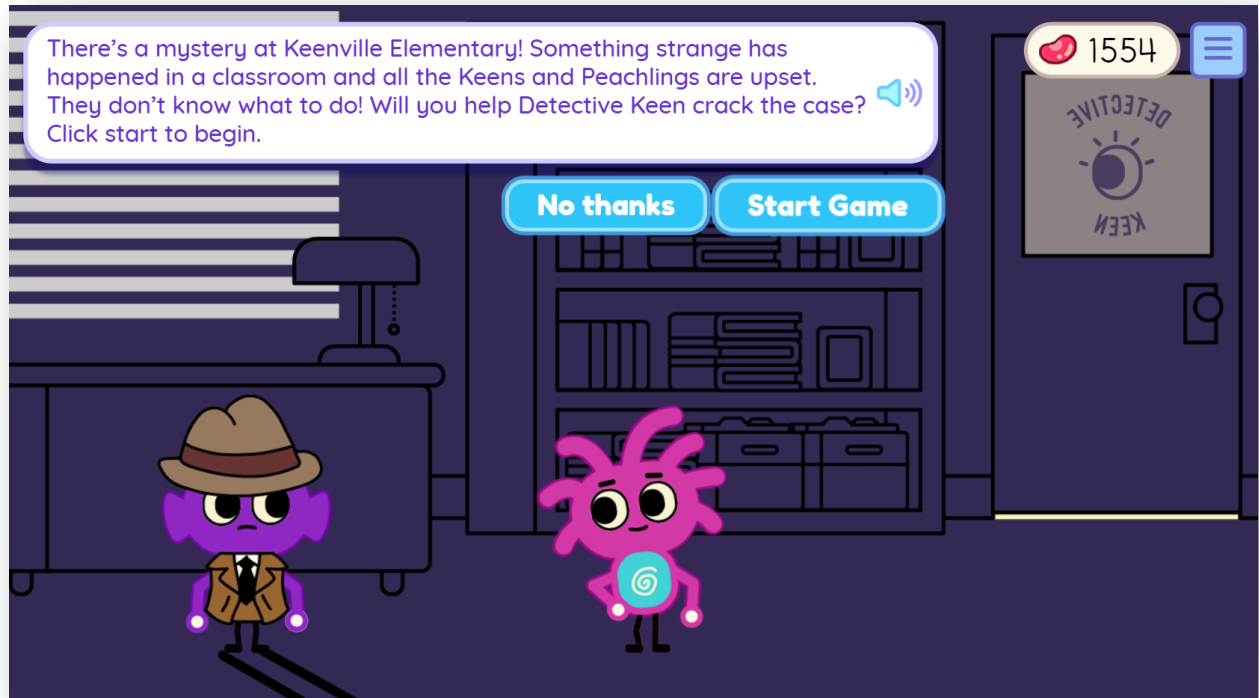 There's a mystery at Keenville Elementary! Something strange has
happened in a classroom and all the Keens and Peachlings are upset.
They don't know what to do! Will you help Detective Keen crack the case?
Click start to begin.
1554
No thanks
Start Game
DETECTIVE
KEEN